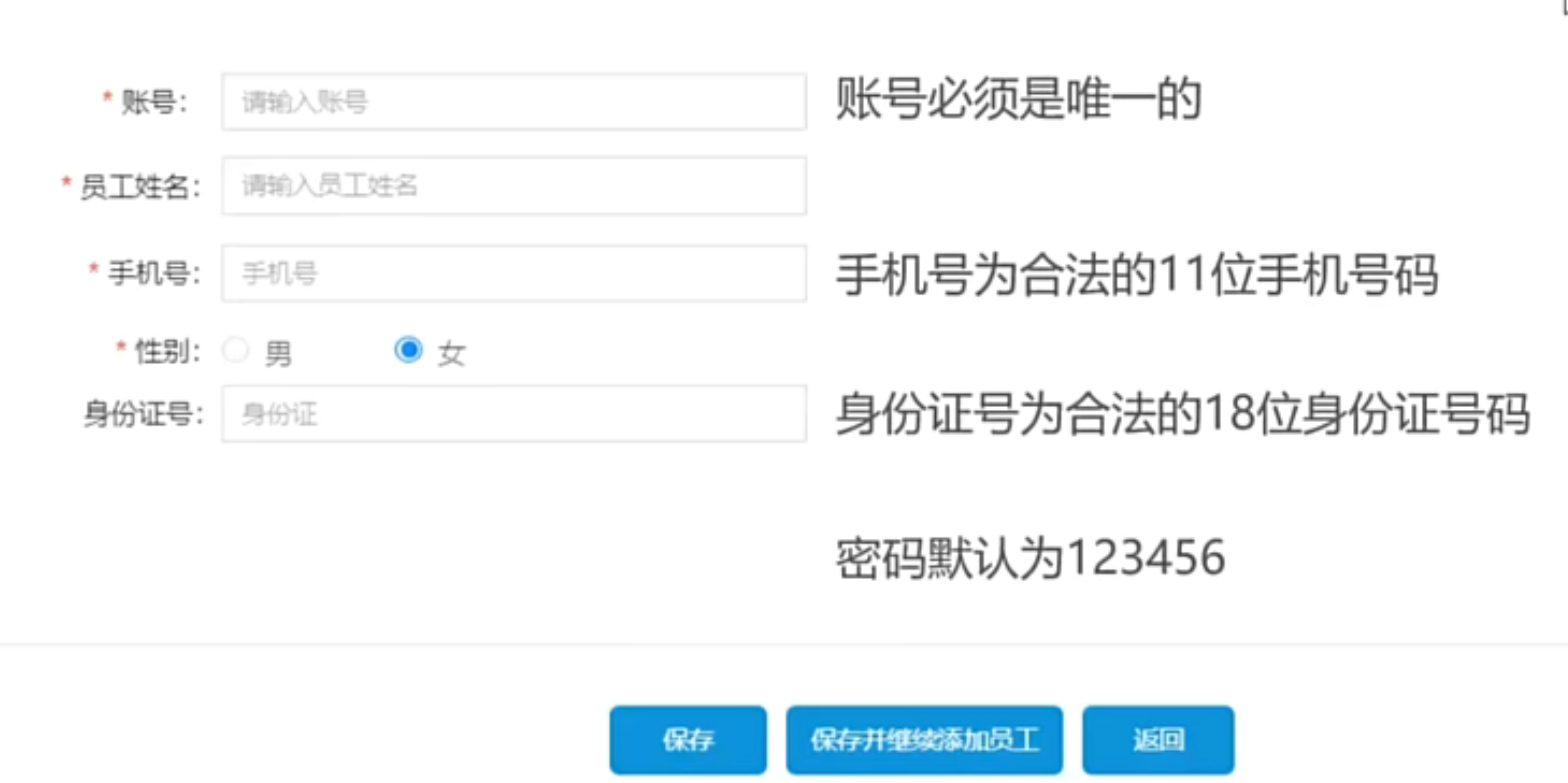 * 账号： 请输入账号 账号必须是唯一的
* 员工姓名： 请输入员工姓名
* 手机号： 手机号 手机号为合法的11位手机号码
* 性别： 男 女
身份证号： 身份证 身份证号为合法的18位身份证号码
密码默认为123456
保存 保存并继续添加员工 返回